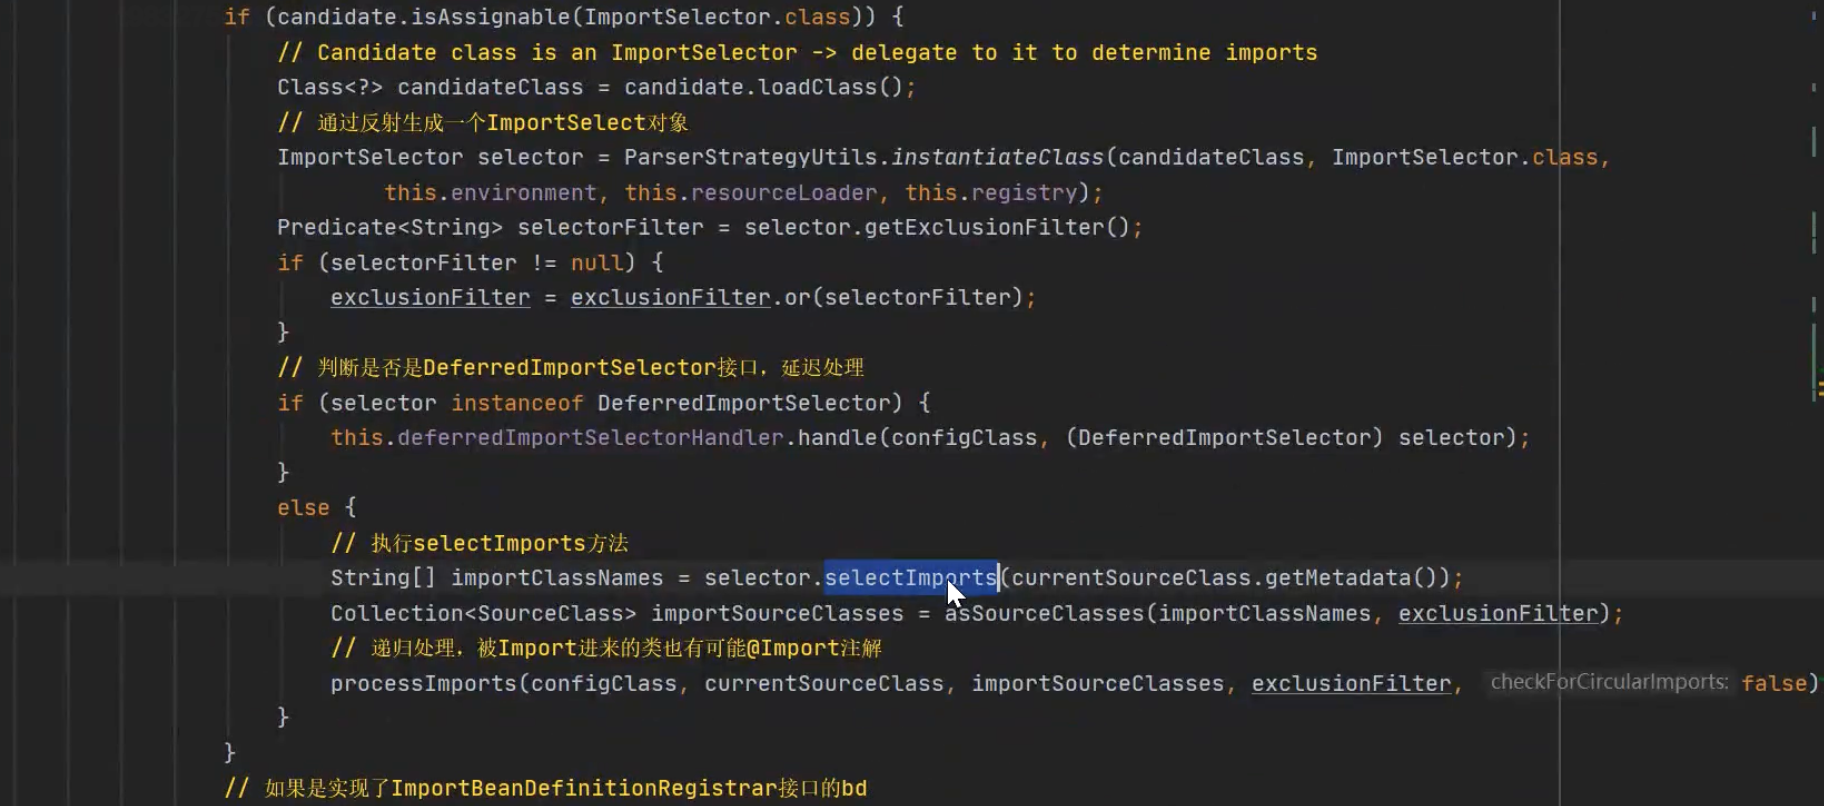 if (candidate.isAssignable(ImportSelector.class)) {
// Candidate class is an ImportSelector -> delegate to it to determine imports
Class<?> candidateClass = candidate.loadClass();
// 通过反射生成一个ImportSelect对象
ImportSelector selector = ParserStrategyUtils.instantiateClass(candidateClass, ImportSelector.class,
this.environment, this.resourceLoader, this.registry);
Predicate<String> selectorFilter = selector.getExclusionFilter();
if (selectorFilter != null) {
exclusionFilter = exclusionFilter.or(selectorFilter);
}
// 判断是否是DeferredImportSelector接口，延迟处理
if (selector instanceof DeferredImportSelector) {
this.deferredImportSelectorHandler.handle(configClass, (DeferredImportSelector) selector);
}
else {
// 执行selectImports方法
String[] importClassNames = selector.selectImports(currentSourceClass.getMetadata());
Collection<SourceClass> importSourceClasses = asSourceClasses(importClassNames, exclusionFilter);
// 递归处理，被Import进来的类也有可能@Import注解
processImports(configClass, currentSourceClass, importSourceClasses, exclusionFilter, checkForCircularImports: false)
}
}
// 如果是实现了ImportBeanDefinitionRegistrar接口的bd